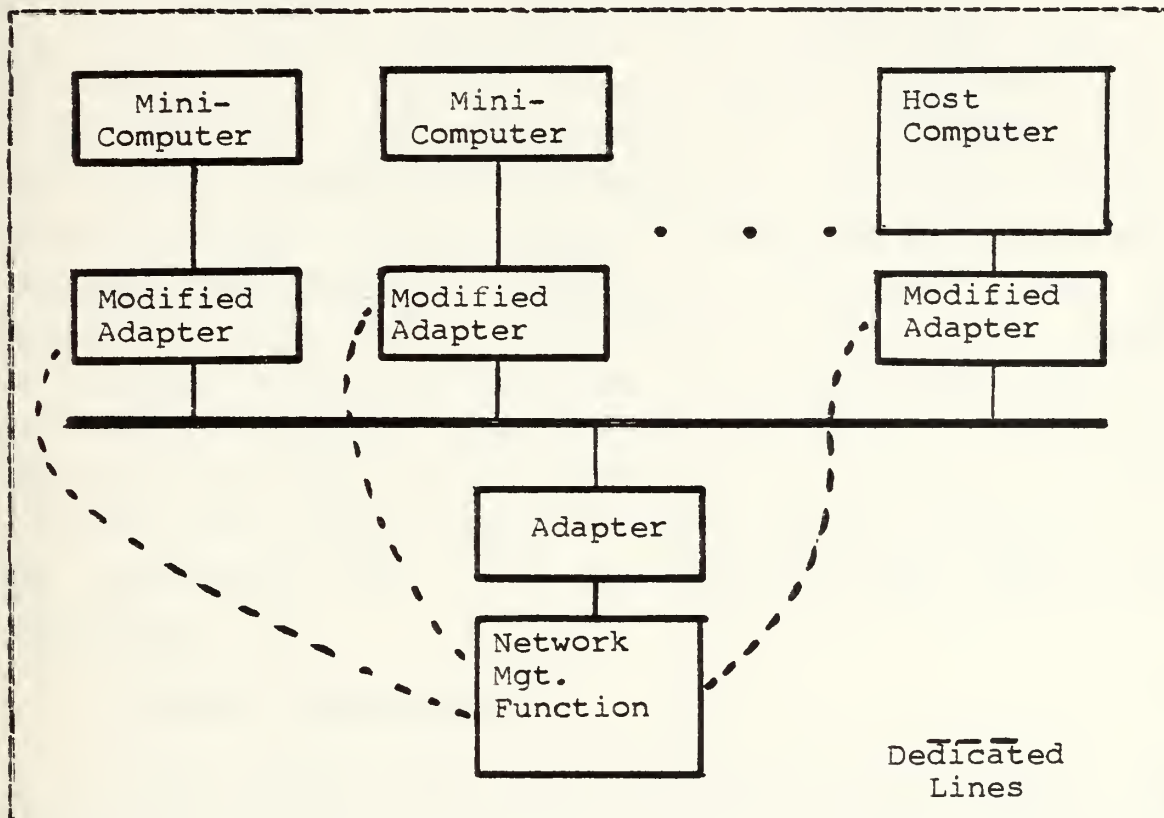 Mini-
Computer
Mini-
Computer
Host
Computer
Modified
Adapter
Modified
Adapter
Modified
Adapter
Adapter
Network
Mgt.
Function
Dedicated
Lines